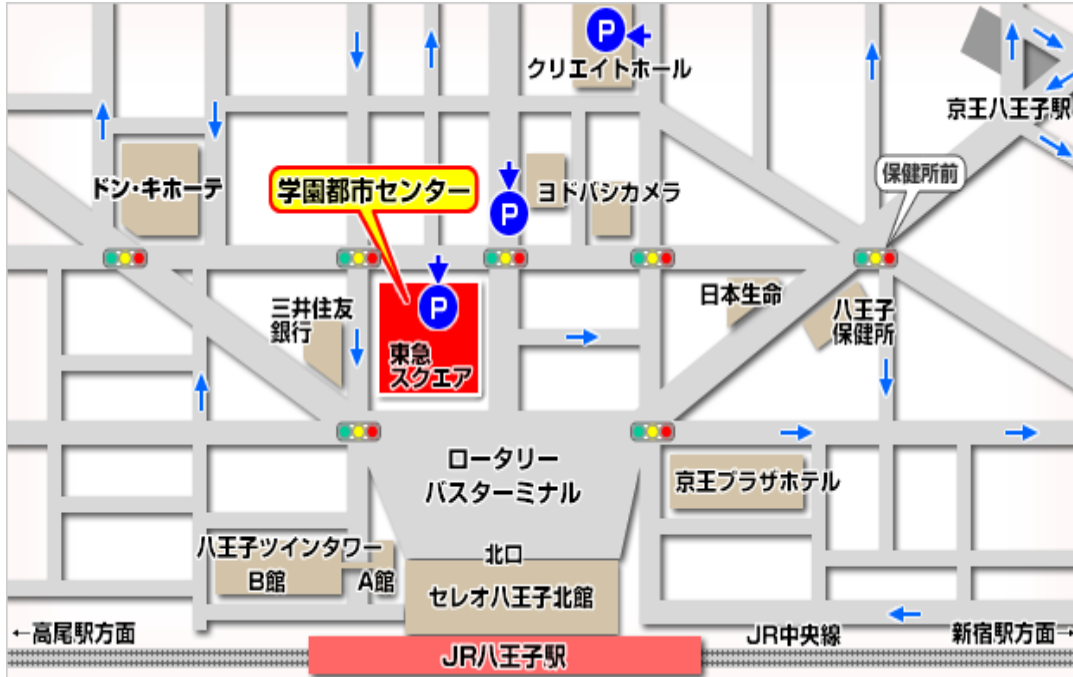 P
クリエイトホール
京王八王子駅
ドン・キホーテ
学園都市センター
P
ヨドバシカメラ
保健所前
P
三井住友
銀行
東急
スクエア
日本生命
八王子
保健所
ロータリー
バスターミナル
京王プラザホテル
八王子ツインタワー
B館
A館
北口
セレオ八王子北館
←高尾駅方面
JR中央線
新宿駅方面→
JR八王子駅